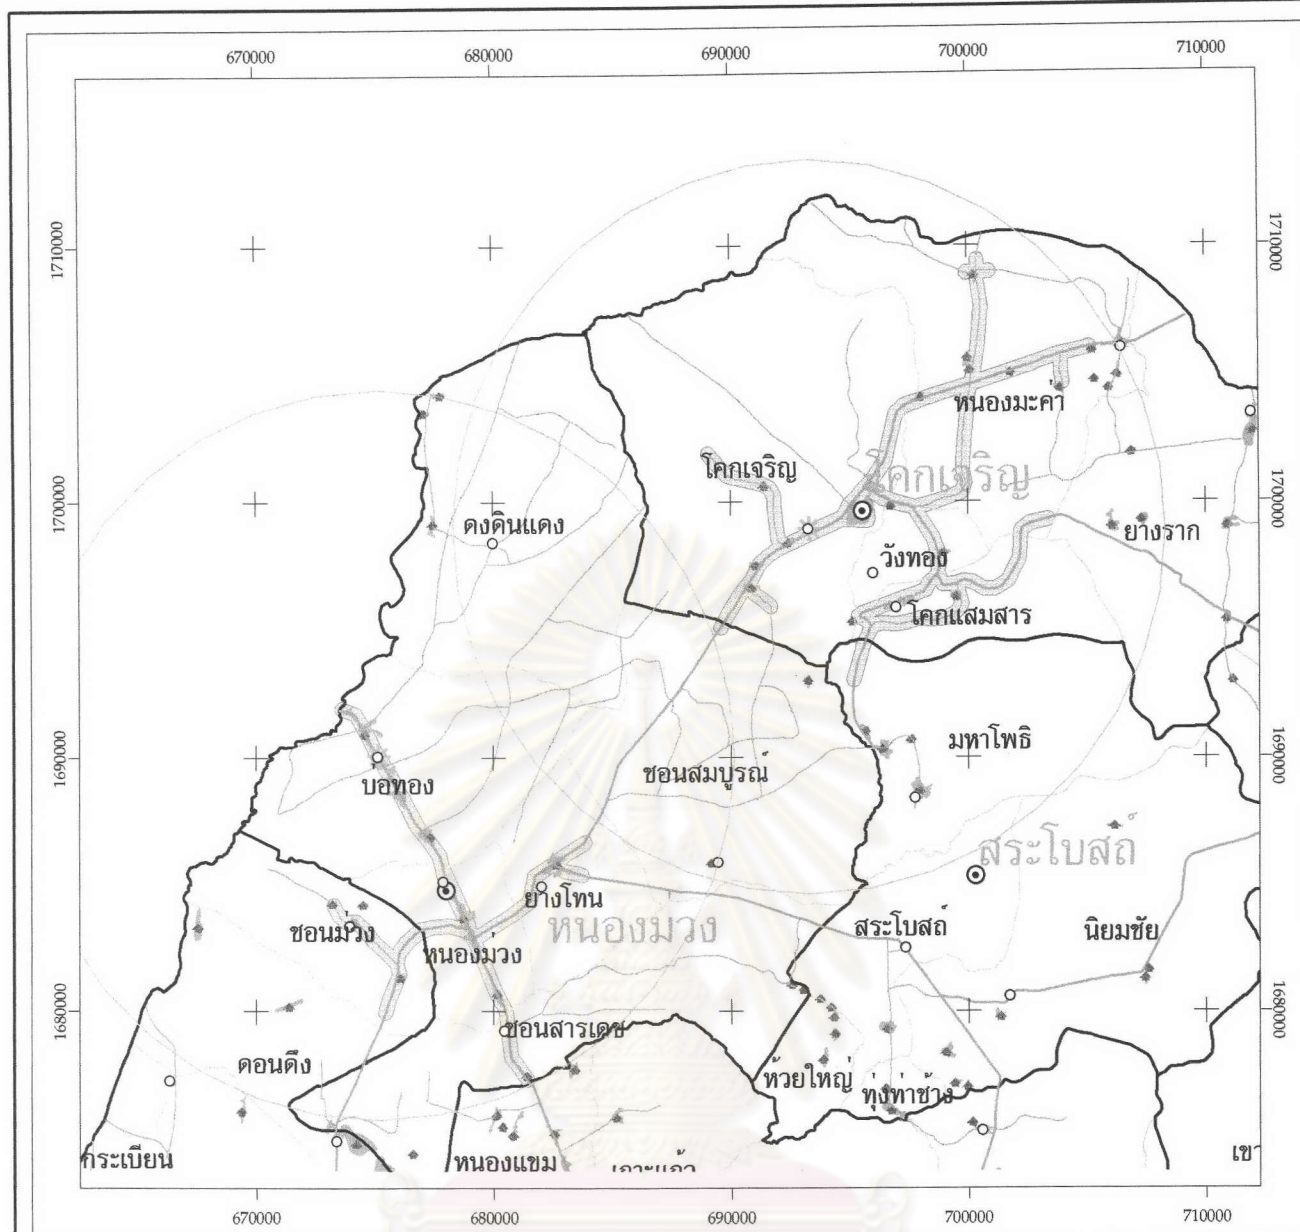 670000
680000
690000
700000
710000
1710000
1710000
หนองมะค่า
โคกเจริญ
โคกเจริญ
1700000
1700000
ดงดินแดง
ยางราก
วังทอง
โคกแสมสาร
มหาโพธิ
1690000
1690000
ชอนสมบูรณ์
บ่อทอง
สระโบสถ์
ยางโทน
ชอนม่วง
หนองม่วง
สระโบสถ์
นิยมชัย
หนองม่วง
1680000
1680000
ชอนสารเดช
ดอนดึง
ห้วยใหญ่
ทุ่งท่าช้าง
กระเบียน
หนองแขม
670000
680000
690000
700000
710000